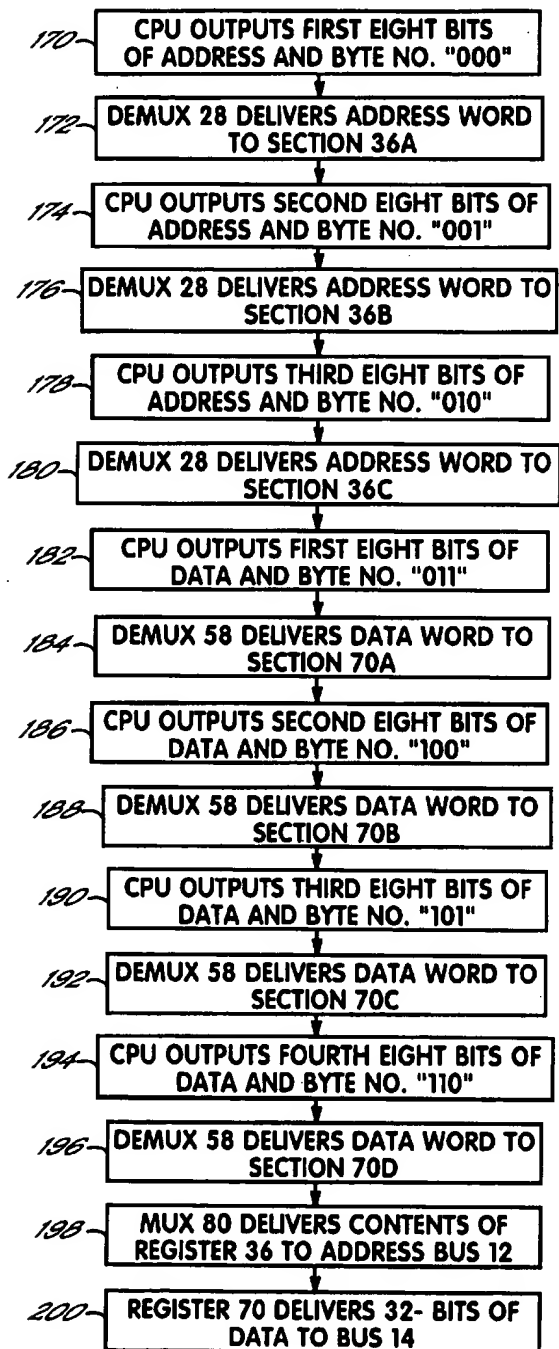 170 CPU OUTPUTS FIRST EIGHT BITS
OF ADDRESS AND BYTE NO. "000"
172 DEMUX 28 DELIVERS ADDRESS WORD
TO SECTION 36A
174 CPU OUTPUTS SECOND EIGHT BITS OF
ADDRESS AND BYTE NO. "001"
176 DEMUX 28 DELIVERS ADDRESS WORD TO
SECTION 36B
178 CPU OUTPUTS THIRD EIGHT BITS OF
ADDRESS AND BYTE NO. "010"
180 DEMUX 28 DELIVERS ADDRESS WORD TO
SECTION 36C
182 CPU OUTPUTS FIRST EIGHT BITS OF
DATA AND BYTE NO. "011"
184 DEMUX 58 DELIVERS DATA WORD TO
SECTION 70A
186 CPU OUTPUTS SECOND EIGHT BITS OF
DATA AND BYTE NO. "100"
188 DEMUX 58 DELIVERS DATA WORD TO
SECTION 70B
190 CPU OUTPUTS THIRD EIGHT BITS OF
DATA AND BYTE NO. "101"
192 DEMUX 58 DELIVERS DATA WORD TO
SECTION 70C
194 CPU OUTPUTS FOURTH EIGHT BITS OF
DATA AND BYTE NO. "110"
196 DEMUX 58 DELIVERS DATA WORD TO
SECTION 70D
198 MUX 80 DELIVERS CONTENTS OF
REGISTER 36 TO ADDRESS BUS 12
200 REGISTER 70 DELIVERS 32- BITS OF
DATA TO BUS 14